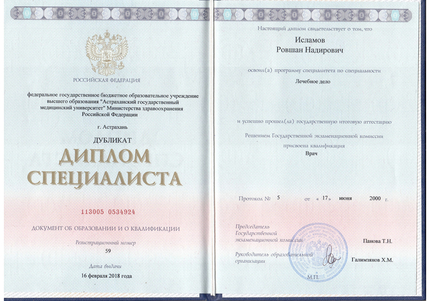 РОССИЙСКАЯ ФЕДЕРАЦИЯ
федеральное государственное бюджетное образовательное учреждение
высшего образования "Астраханский государственный
медицинский университет" Министерства здравоохранения
Российской Федерации
г. Астрахань
ДУБЛИКАТ
ДИПЛОМ
СПЕЦИАЛИСТА
113005 0534924
ДОКУМЕНТ ОБ ОБРАЗОВАНИИ И О КВАЛИФИКАЦИИ
Регистрационный номер
59
Дата выдачи
16 февраля 2018 года
Настоящий диплом свидетельствует о том, что
Исламов
Ровшан Надирович
освоил(а) программу специалитета по специальности
Лечебное дело
и успешно прошел(ла) государственную итоговую аттестацию
Решением Государственной экзаменационной комиссии
присвоена квалификация
Врач
Протокол № 5 от «17» июня 2000 г.
Председатель
Государственной
экзаменационной комиссии
Панова Т.Н.
Руководитель образовательной
организации
Галимзянов Х.М.
М.П.